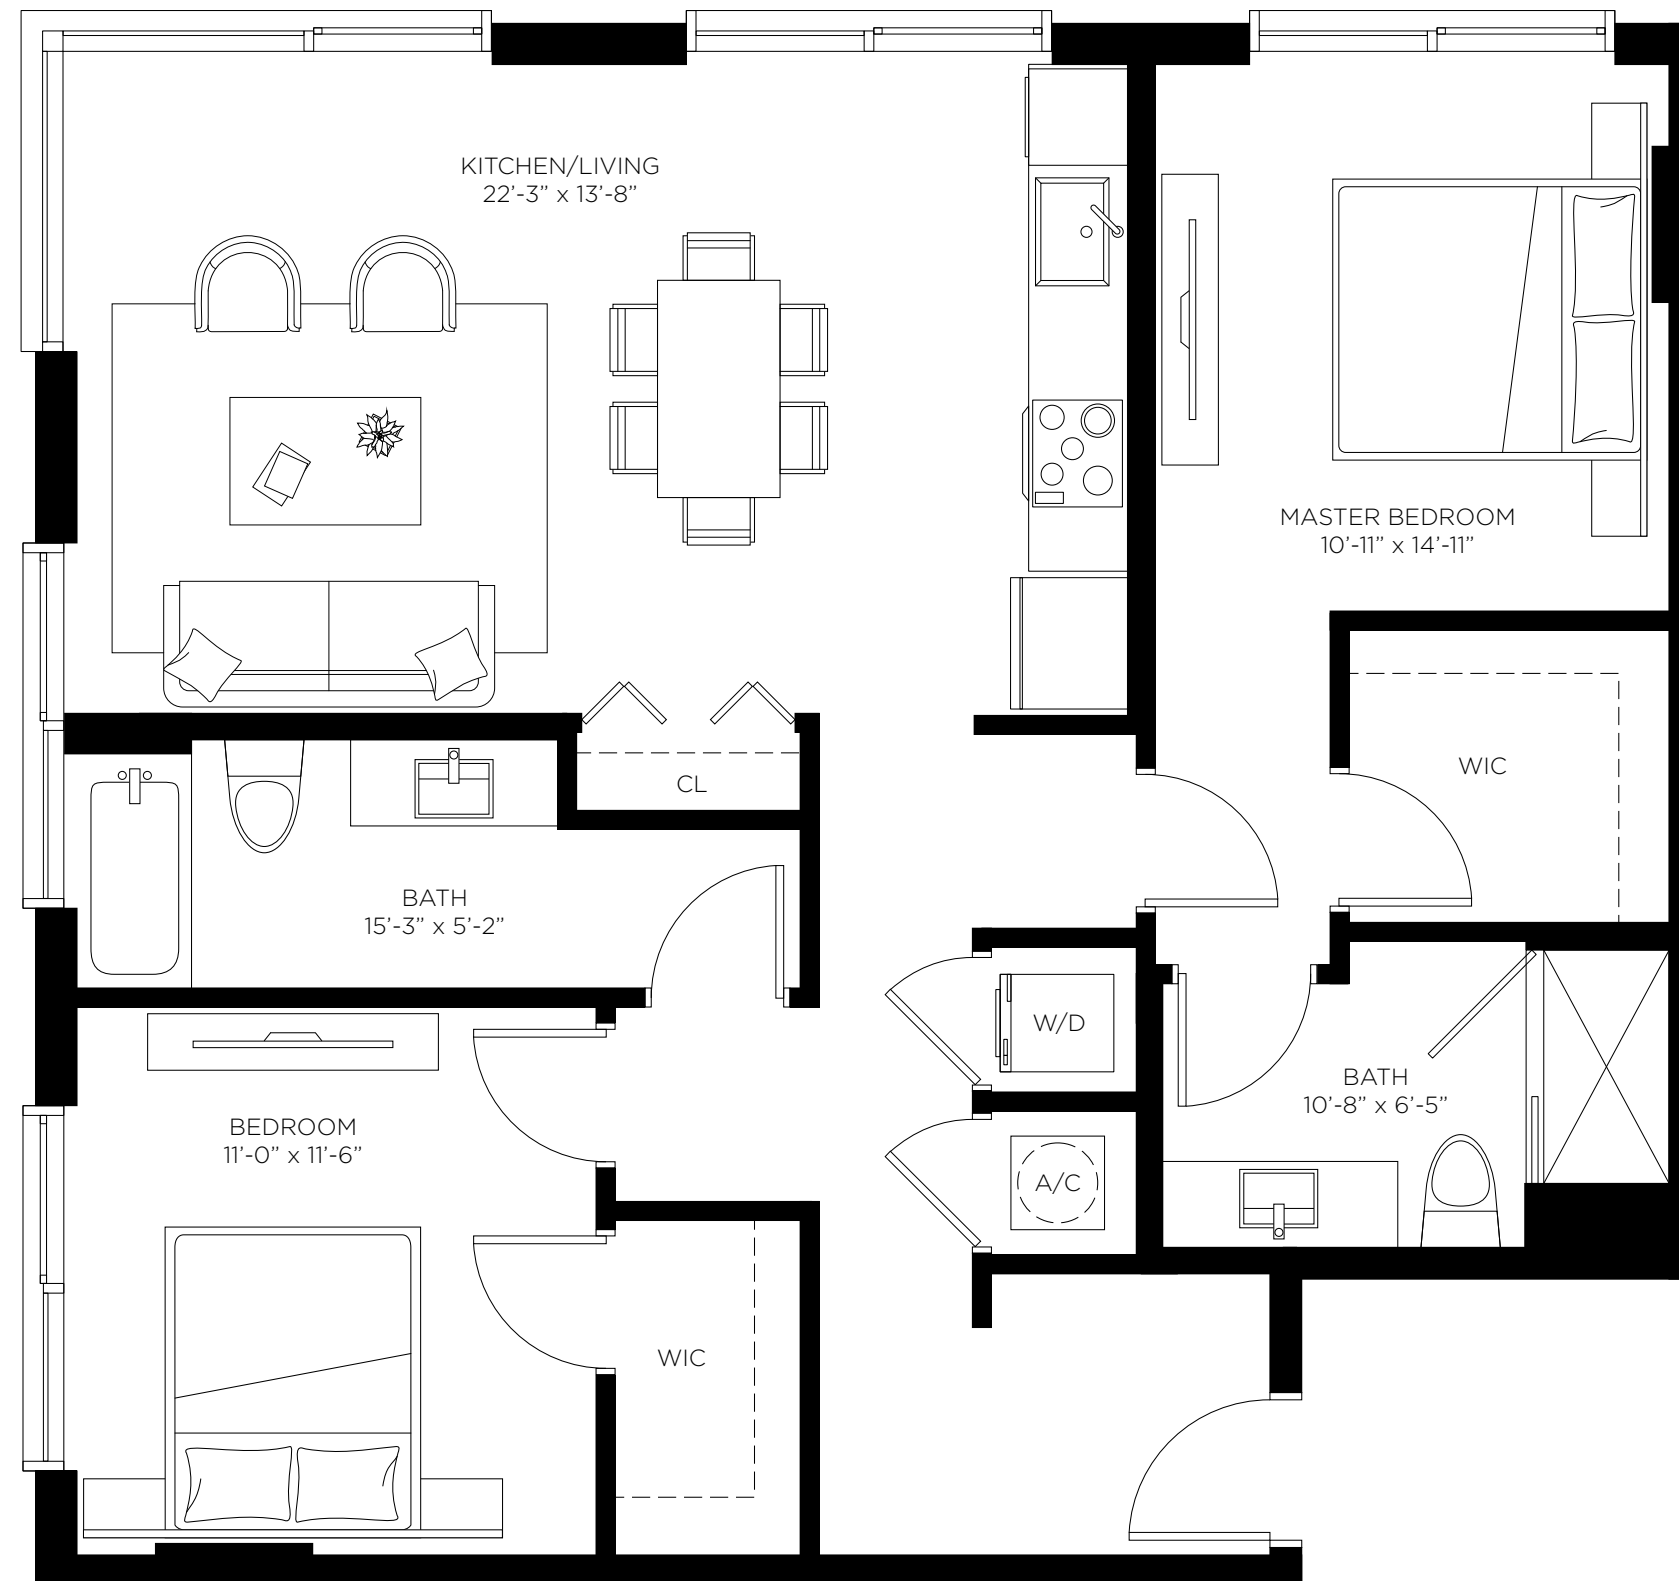 KITCHEN/LIVING
22’-3” x 13’-8”
MASTER BEDROOM
10’-11” x 14’-11”
WIC
CL
BATH
15’-3” x 5’-2”
W/D
BATH
10’-8” x 6’-5”
BEDROOM
11’-0” x 11’-6”
A/C
WIC